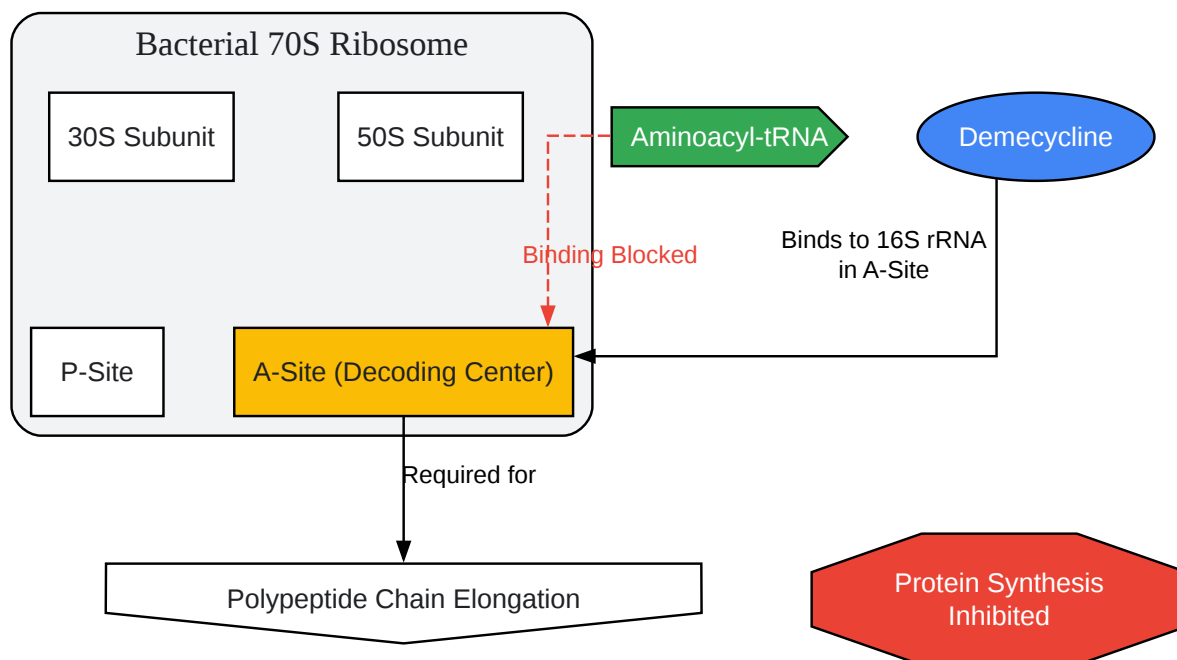 Bacterial 70S Ribosome
30S Subunit
50S Subunit
Aminoacyl-tRNA
Demecycline
Binding Blocked
Binds to 16S rRNA
in A-Site
P-Site
A-Site (Decoding Center)
Required for
Polypeptide Chain Elongation
Protein Synthesis
Inhibited